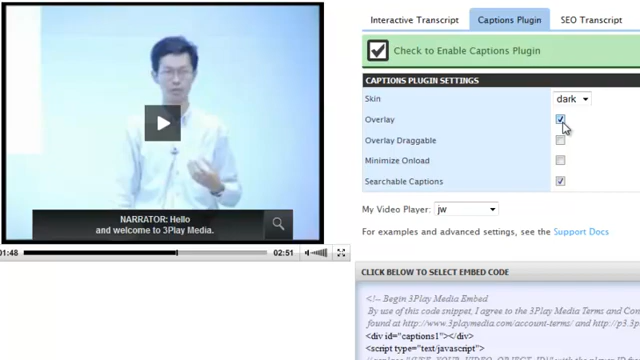 Interactive Transcript
Captions Plugin
SEO Transcript
Check to Enable Captions Plugin
CAPTIONS PLUGIN SETTINGS
Skin
dark
Overlay
Overlay Draggable
Minimize Onload
Searchable Captions
NARRATOR: Hello
and welcome to 3Play Media.
My Video Player:
jw
For examples and advanced settings, see the Support Docs
01:48
02:51
CLICK BELOW TO SELECT EMBED CODE
<!-- Begin 3Play Media Embed
By use of this code snippet, I agree to the 3Play Media Terms and Con
found at http://www.3playmedia.com/account-terms/ and http://p3.3p
<div id="captions1"></div>
<script type="text/javascript">